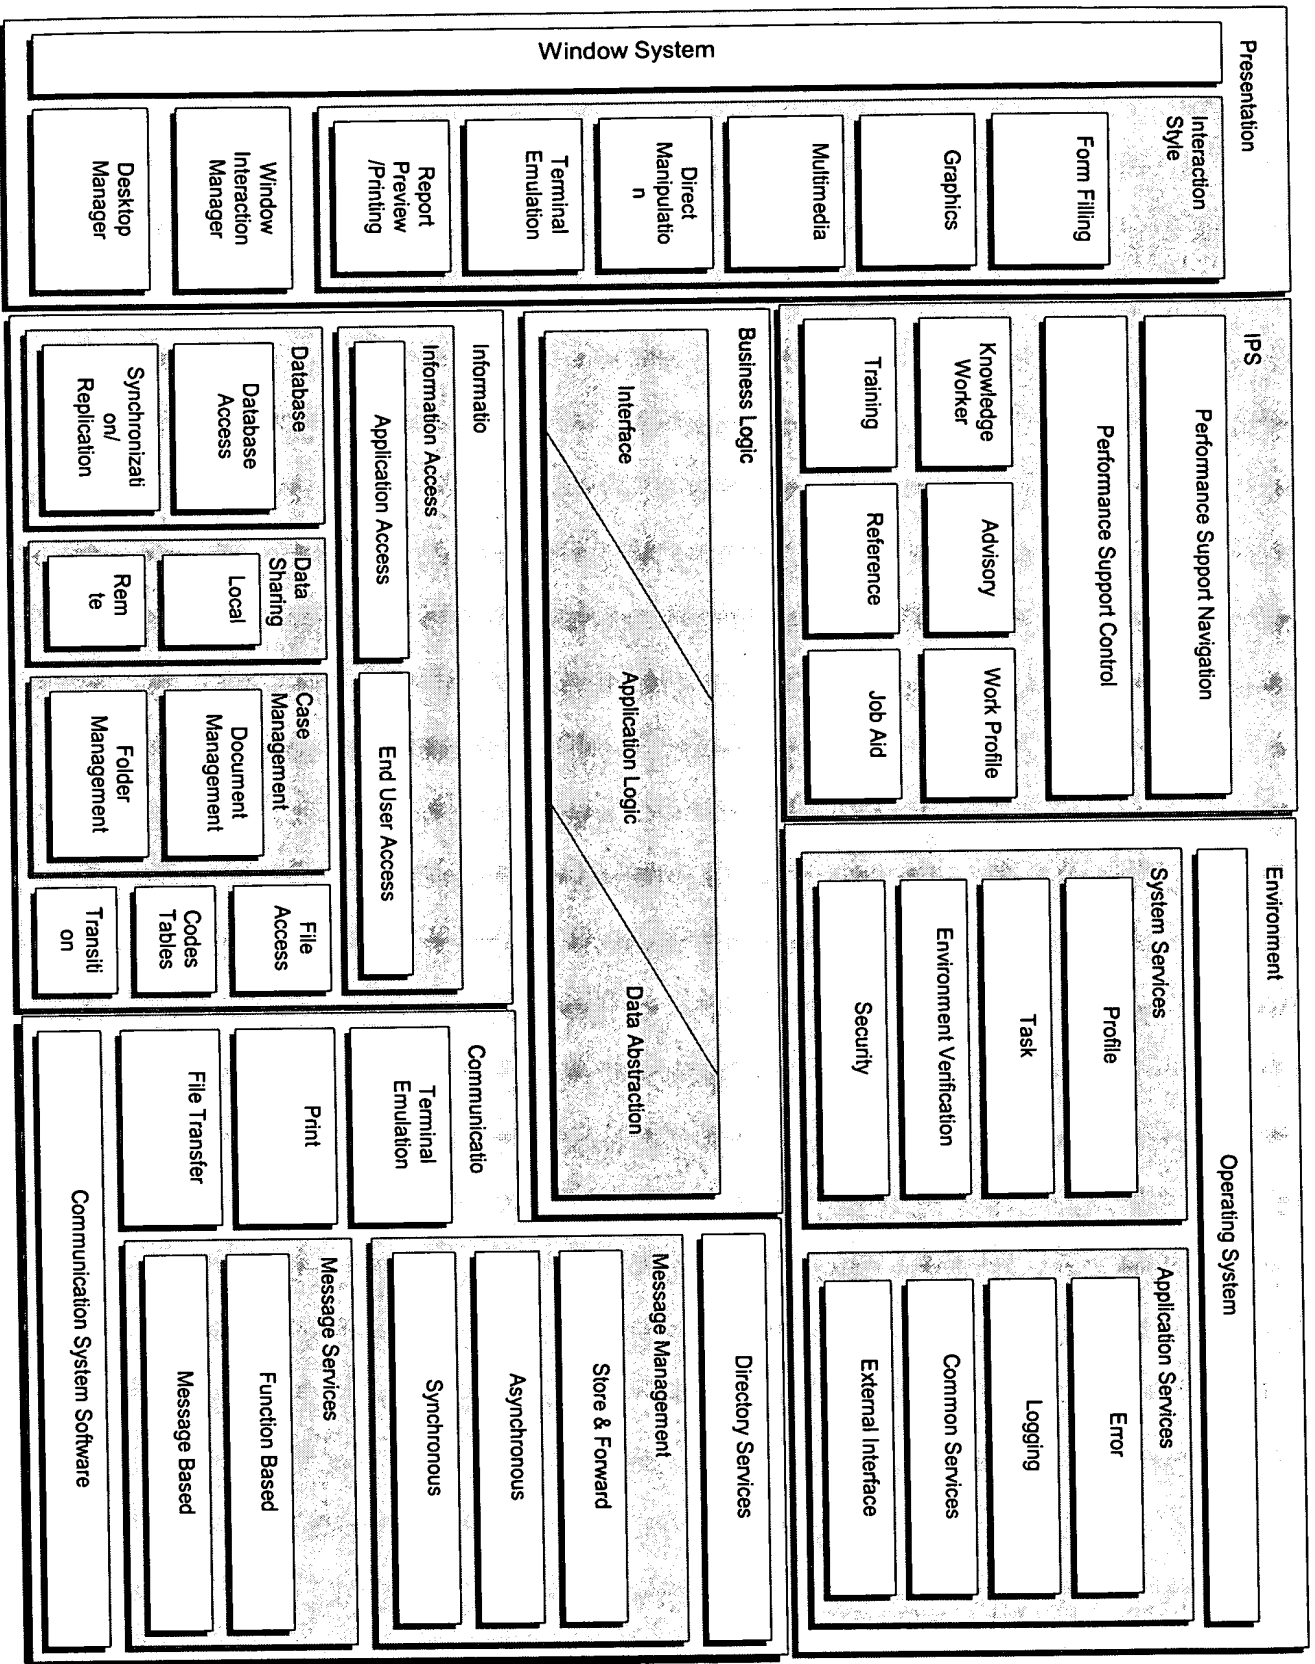 Presentation
Window System
Interaction
Style
Form Filling
Graphics
Multimedia
Direct
Manipulatio
n
Terminal
Emulation
Report
Preview
/Printing
Window
Interaction
Manager
Desktop
Manager
IPS
Performance Support Navigation
Performance Support Control
Knowledge
Worker
Advisory
Work Profile
Training
Reference
Job Aid
Environment
Operating System
System Services
Profile
Task
Environment Verification
Security
Application Services
Error
Logging
Common Services
External Interface
Business Logic
Interface
Application Logic
Data Abstraction
Informatio
Information Access
Application Access
End User Access
Database
Database
Access
Synchronizati
on/
Replication
Data
Sharing
Local
Rem
te
Case
Management
Document
Management
Folder
Management
File
Access
Codes
Tables
Transiti
on
Communicatio
Terminal
Emulation
Print
File Transfer
Directory Services
Message Management
Store & Forward
Asynchronous
Synchronous
Message Services
Function Based
Message Based
Communication System Software